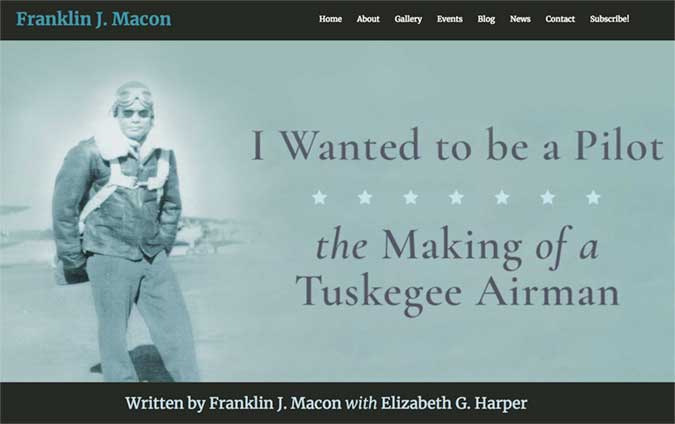 Franklin J. Macon
Home About Gallery Events Blog News Contact Subscribe!
I Wanted to be a Pilot
the Making of a
Tuskegee Airman
Written by Franklin J. Macon with Elizabeth G. Harper